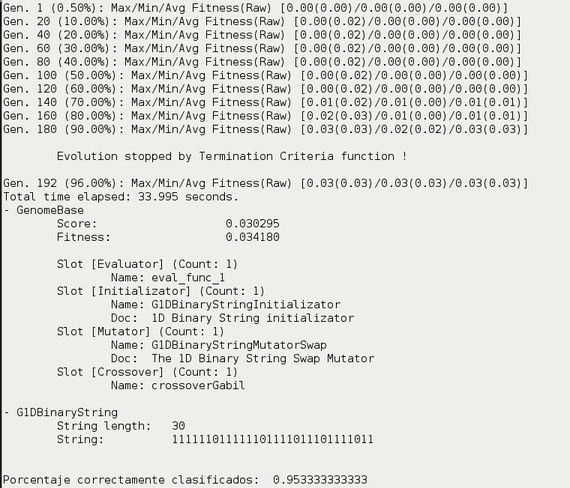 Gen. 1 (0.50%): Max/Min/Avg Fitness(Raw) [0.00(0.00)/0.00(0.00)/0.00(0.00)]
Gen. 20 (10.00%): Max/Min/Avg Fitness(Raw) [0.00(0.02)/0.00(0.00)/0.00(0.00)]
Gen. 40 (20.00%): Max/Min/Avg Fitness(Raw) [0.00(0.02)/0.00(0.00)/0.00(0.00)]
Gen. 60 (30.00%): Max/Min/Avg Fitness(Raw) [0.00(0.02)/0.00(0.00)/0.00(0.00)]
Gen. 80 (40.00%): Max/Min/Avg Fitness(Raw) [0.00(0.02)/0.00(0.00)/0.00(0.00)]
Gen. 100 (50.00%): Max/Min/Avg Fitness(Raw) [0.00(0.02)/0.00(0.00)/0.00(0.00)]
Gen. 120 (60.00%): Max/Min/Avg Fitness(Raw) [0.00(0.02)/0.00(0.00)/0.00(0.00)]
Gen. 140 (70.00%): Max/Min/Avg Fitness(Raw) [0.01(0.02)/0.01(0.00)/0.01(0.01)]
Gen. 160 (80.00%): Max/Min/Avg Fitness(Raw) [0.02(0.03)/0.01(0.00)/0.01(0.01)]
Gen. 180 (90.00%): Max/Min/Avg Fitness(Raw) [0.03(0.03)/0.02(0.02)/0.03(0.03)]
Evolution stopped by Termination Criteria function !
Gen. 192 (96.00%): Max/Min/Avg Fitness(Raw) [0.03(0.03)/0.03(0.03)/0.03(0.03)]
Total time elapsed: 33.995 seconds.
- GenomeBase
Score: 0.030295
Fitness: 0.034180
Slot [Evaluator] (Count: 1)
Name: eval_func_1
Slot [Initializator] (Count: 1)
Name: G1DBinaryStringInitializator
Doc: 1D Binary String initializator
Slot [Mutator] (Count: 1)
Name: G1DBinaryStringMutatorSwap
Doc: The 1D Binary String Swap Mutator
Slot [Crossover] (Count: 1)
Name: crossoverGabil
- G1DBinaryString
String length: 30
String: 111111011111101111011101111011
Porcentaje correctamente clasificados: 0.953333333333